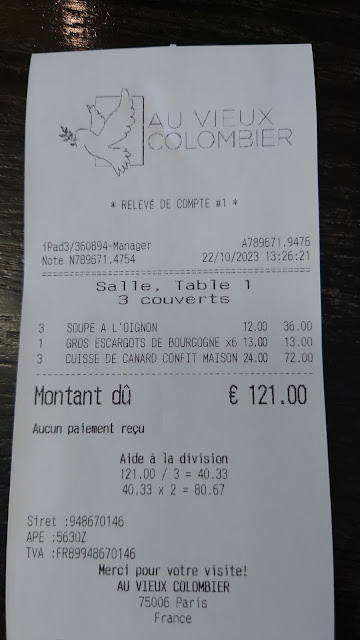 AU VIEUX
COLOMBIER
* RELEVÉ DE COMPTE #1 *
iPad3/360894-Manager A789671.9476
Note N789671.4754 22/10/2023 13:26:21
Salle, Table 1
3 couverts
3 SOUPE A L'OIGNON 12.00 36.00
1 GROS ESCARGOTS DE BOURGOGNE x6 13.00 13.00
3 CUISSE DE CANARD CONFIT MAISON 24.00 72.00
Montant dû € 121.00
Aucun paiement reçu
Aide à la division
121.00 / 3 = 40.33
40.33 x 2 = 80.67
Siret :948670146
APE :5630Z
TVA :FR89948670146
Merci pour votre visite!
AU VIEUX COLOMBIER
75006 Paris
France